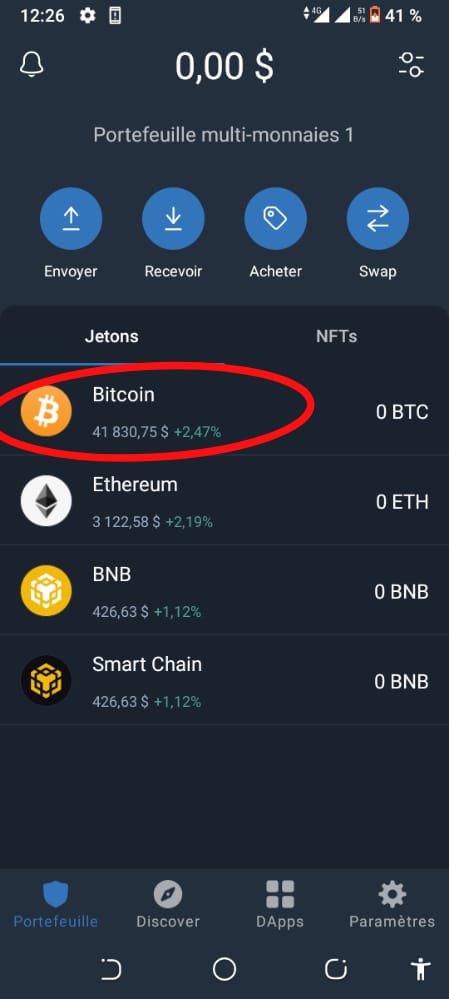 12:26 4G 51 B/s 41 %
0,00 $
Portefeuille multi-monnaies 1
Envoyer Recevoir Acheter Swap
Jetons NFTs
Bitcoin
41 830,75 $ +2,47% 0 BTC
Ethereum
3 122,58 $ +2,19% 0 ETH
BNB
426,63 $ +1,12% 0 BNB
Smart Chain
426,63 $ +1,12% 0 BNB
Portefeuille Discover DApps Paramètres